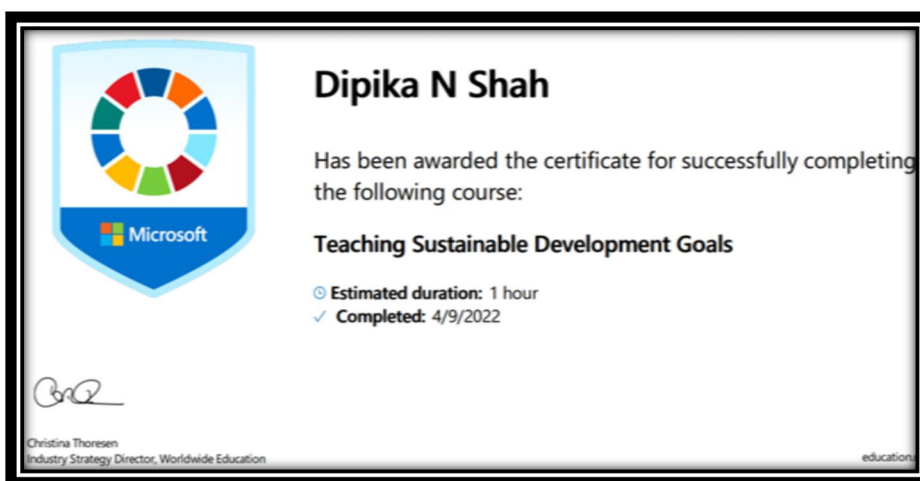 Dipika N Shah
Has been awarded the certificate for successfully completing
the following course:
Microsoft
Teaching Sustainable Development Goals
Estimated duration: 1 hour
Completed: 4/9/2022
Christina Thoresen
Industry Strategy Director, Worldwide Education